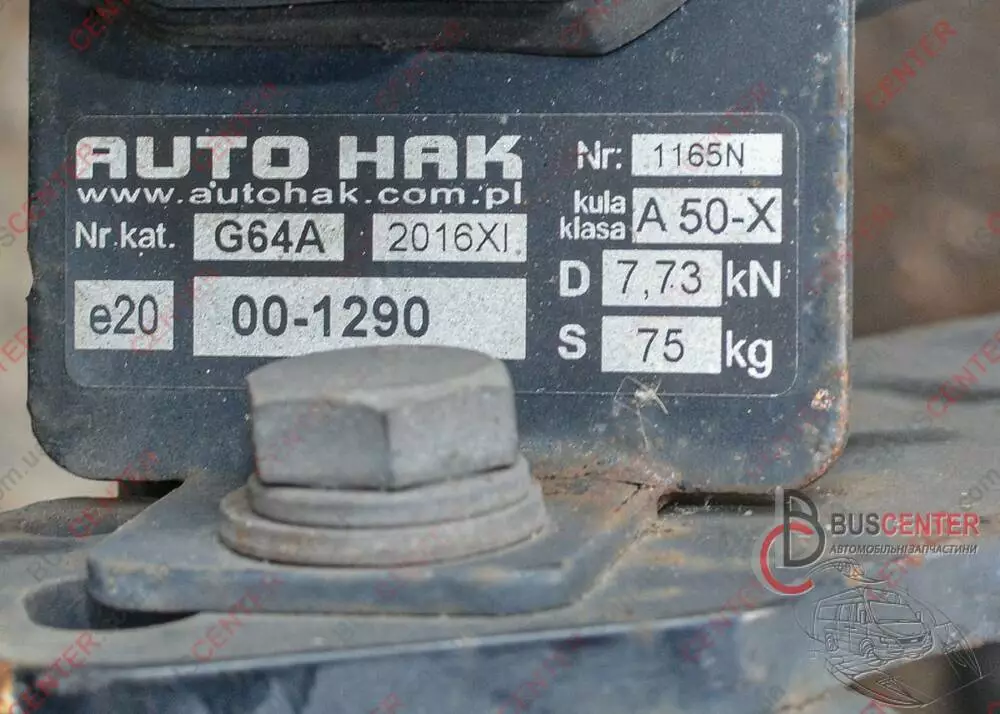 AUTO HAK
www.autohak.com.pl
Nr kat. G64A 2016XI
e20 00-1290
Nr: 1165N
kula
klasa A 50-X
D 7,73 kN
S 75 kg
BUSCENTER
АВТОМОБІЛЬНІ ЗАПЧАСТИНИ